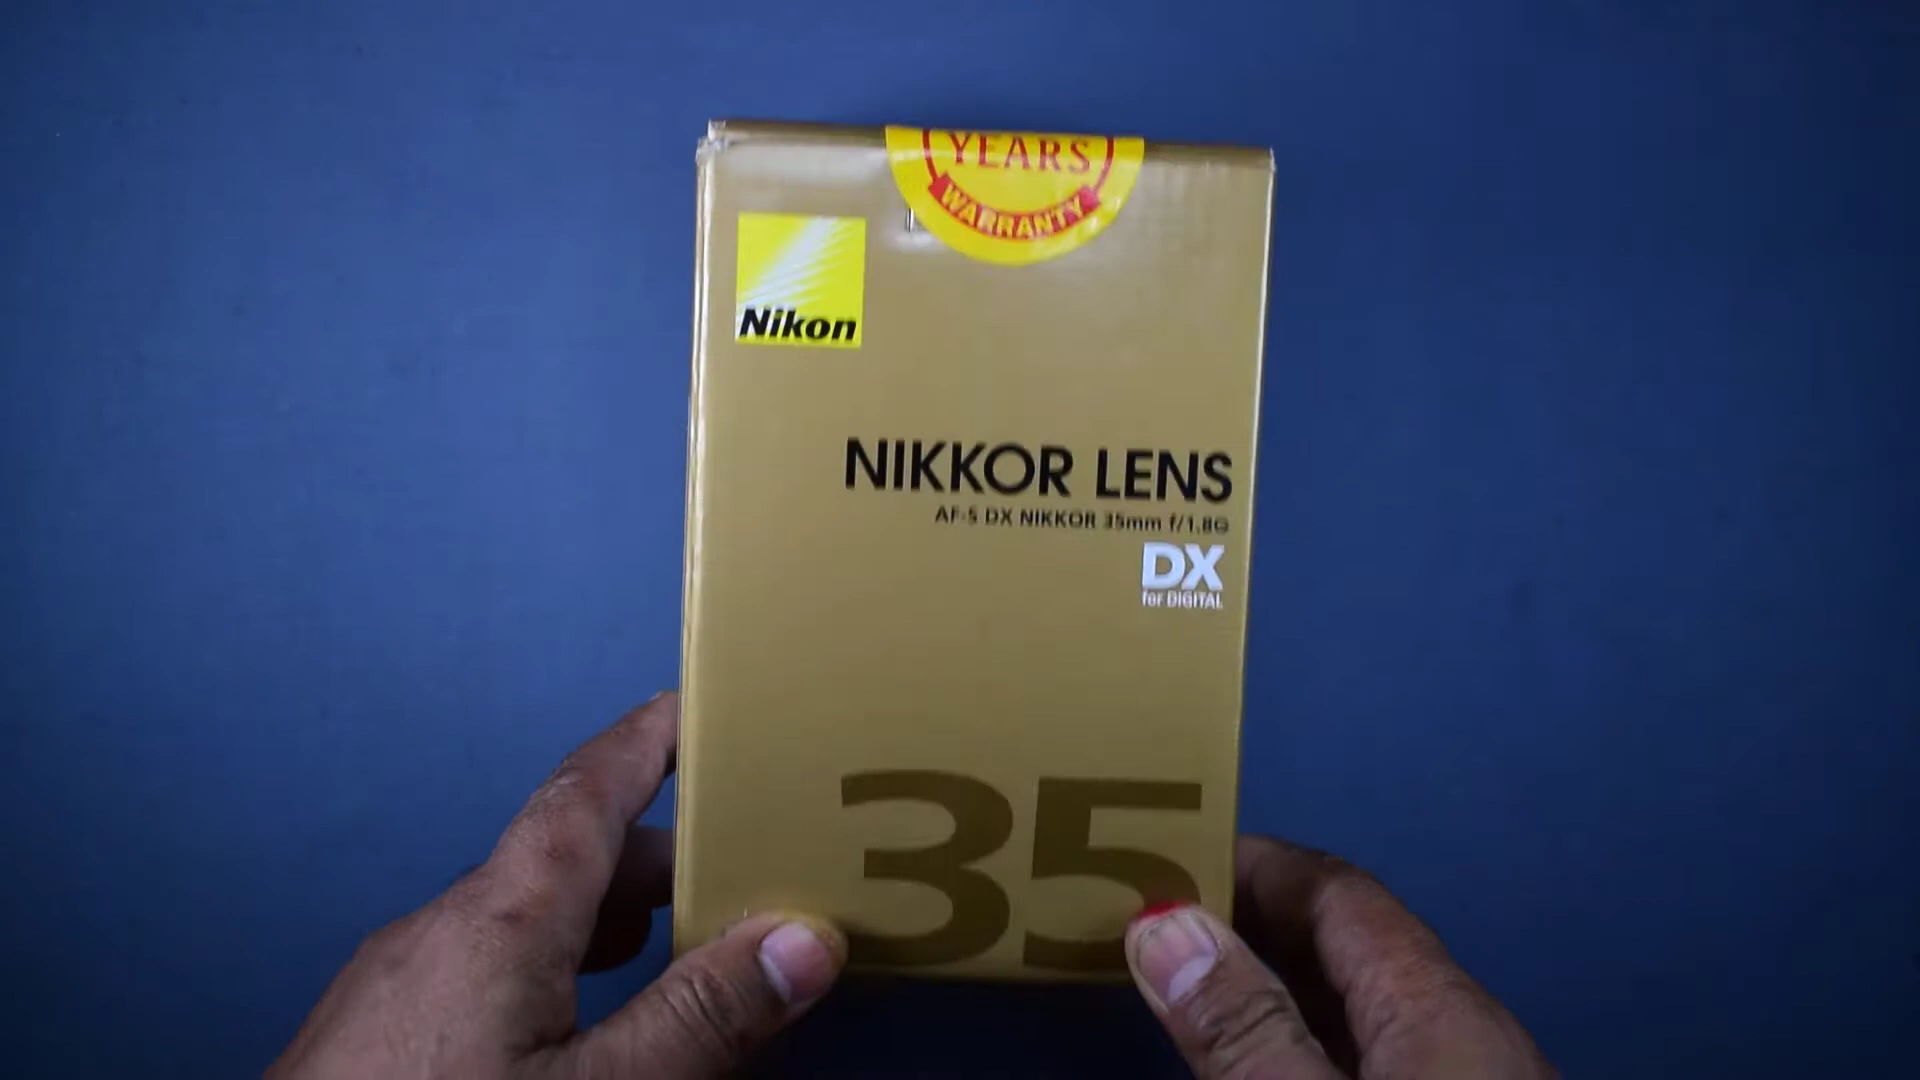 YEARS
WARRANTY
Nikon
NIKKOR LENS
AF-S DX NIKKOR 35mm f/1.8G
DX
for DIGITAL
35